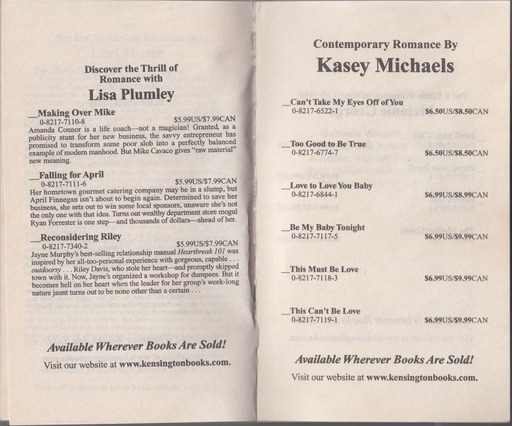 Discover the Thrill of
Romance with
Lisa Plumley
__Making Over Mike
0-8217-7110-8 $5.99US/$7.99CAN
Amanda Connor is a life coach—not a magician! Granted, as a
publicity stunt for her new business, the savvy entrepreneur has
promised to transform some poor slob into a perfectly balanced
example of modern manhood. But Mike Cavaco gives "raw material"
new meaning.
__Falling for April
0-8217-7111-6 $5.99US/$7.99CAN
Her hometown gourmet catering company may be in a slump, but
April Finnegan isn't about to begin again. Determined to save her
business, she sets out to win some local sponsors, unaware she's not
the only one with that idea. Turns out wealthy department store mogul
Ryan Forrester is one step—and thousands of dollars—ahead of her.
__Reconsidering Riley
0-8217-7340-2 $5.99US/$7.99CAN
Jayne Murphy's best-selling relationship manual Heartbreak 101 was
inspired by her all-too-personal experience with gorgeous, capable . . .
outdoorsy . . . Riley Davis, who stole her heart—and promptly skipped
town with it. Now, Jayne's organized a workshop for dumpees. But it
becomes hell on her heart when the leader for her group's week-long
nature jaunt turns out to be none other than a certain . . .
Available Wherever Books Are Sold!
Visit our website at www.kensingtonbooks.com.
Contemporary Romance By
Kasey Michaels
__Can't Take My Eyes Off of You
0-8217-6522-1 $6.50US/$8.50CAN
__Too Good to Be True
0-8217-6774-7 $6.50US/$8.50CAN
__Love to Love You Baby
0-8217-6844-1 $6.99US/$8.99CAN
__Be My Baby Tonight
0-8217-7117-5 $6.99US/$9.99CAN
__This Must Be Love
0-8217-7118-3 $6.99US/$9.99CAN
__This Can't Be Love
0-8217-7119-1 $6.99US/$9.99CAN
Available Wherever Books Are Sold!
Visit our website at www.kensingtonbooks.com.